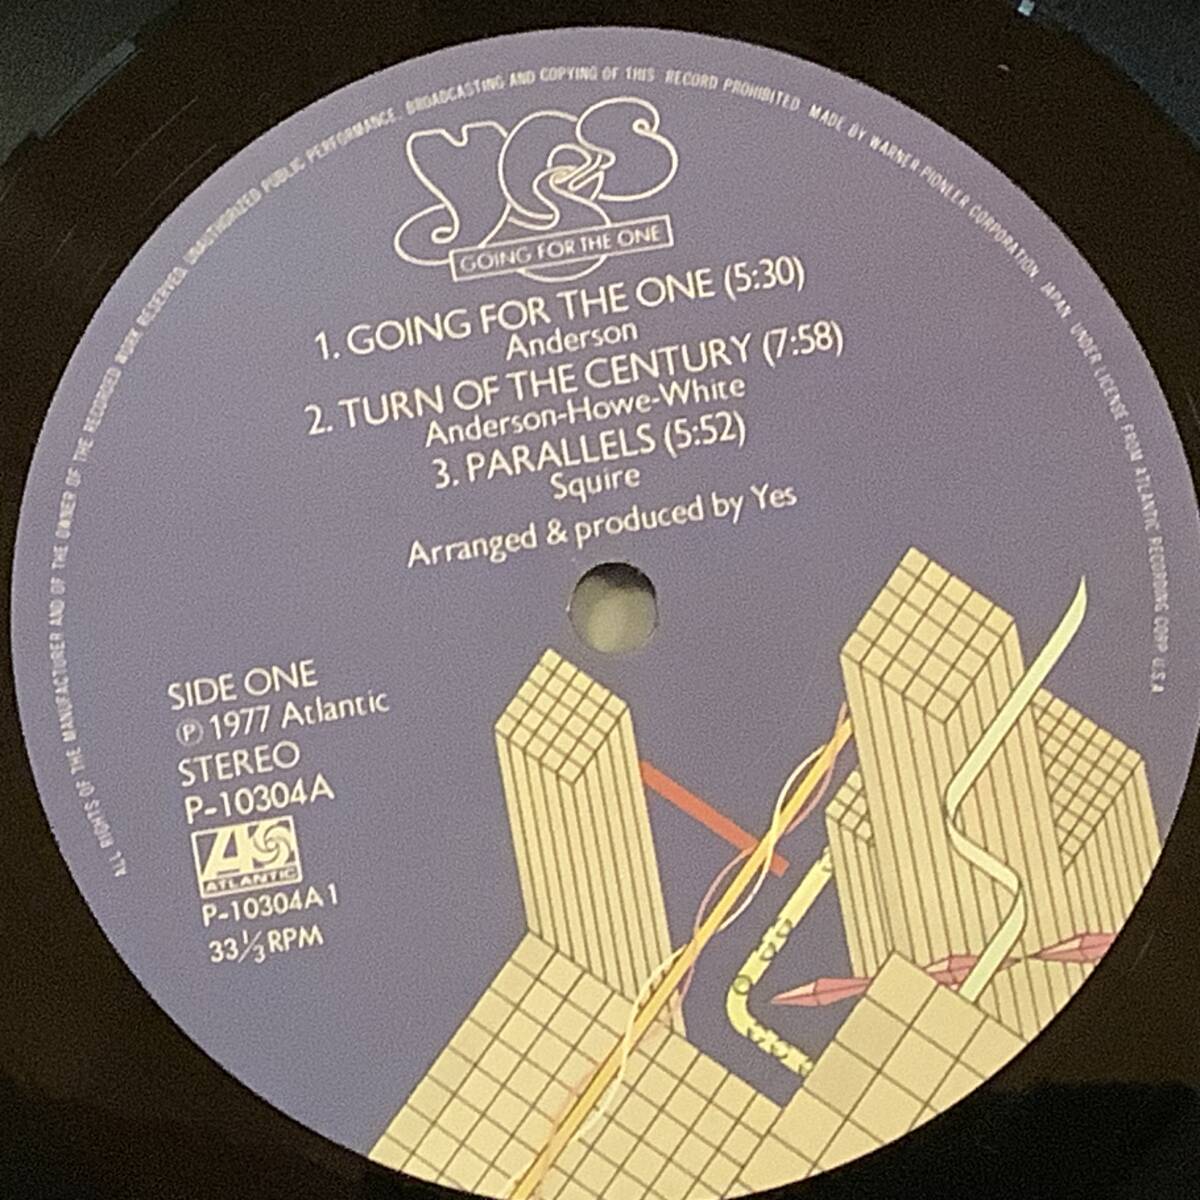 ALL RIGHTS OF THE MANUFACTURER AND OF THE OWNER OF THE RECORDED WORK RESERVED. UNAUTHORIZED PUBLIC PERFORMANCE. BROADCASTING AND COPYING OF THIS RECORD PROHIBITED MADE BY WARNER-PIONEER CORPORATION. JAPAN. UNDER LICENSE FROM ATLANTIC RECORDING CORP. U.S.A
yes
GOING FOR THE ONE
1. GOING FOR THE ONE (5:30)
Anderson
2. TURN OF THE CENTURY (7:58)
Anderson-Howe-White
3. PARALLELS (5:52)
Squire
Arranged & produced by Yes
SIDE ONE
Ⓟ 1977 Atlantic
STEREO
P-10304A
ATLANTIC
P-10304A1
33⅓ RPM